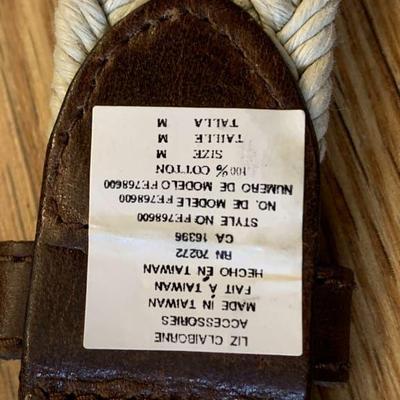 LIZ CLAIBORNE
ACCESSORIES
MADE IN TAIWAN
FAIT À TAIWAN
HECHO EN TAIWAN
RN 70272
CA 16396
STYLE NO: FE768600
NO. DE MODELE FE768600
NUMERO DE MODELO FE768600
100% COTTON
SIZE M
TAILLE M
TALLA M